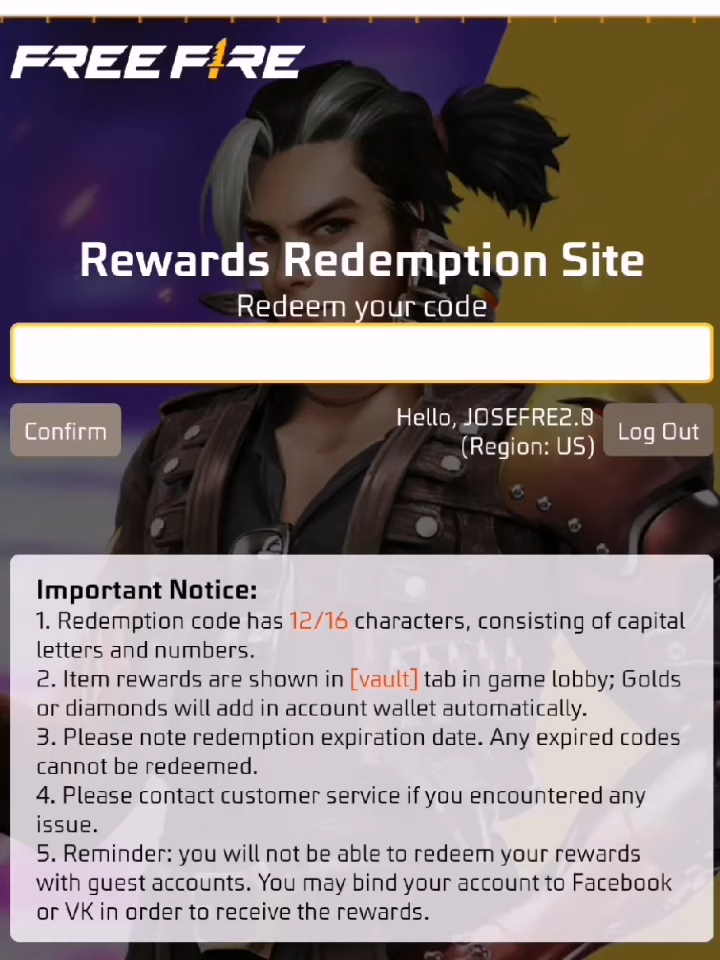 FREE FIRE
Rewards Redemption Site
Redeem your code
Confirm
Hello, JOSEFRE2.0
(Region: US)
Log Out
Important Notice:
1. Redemption code has 12/16 characters, consisting of capital
letters and numbers.
2. Item rewards are shown in [vault] tab in game lobby; Golds
or diamonds will add in account wallet automatically.
3. Please note redemption expiration date. Any expired codes
cannot be redeemed.
4. Please contact customer service if you encountered any
issue.
5. Reminder: you will not be able to redeem your rewards
with guest accounts. You may bind your account to Facebook
or VK in order to receive the rewards.